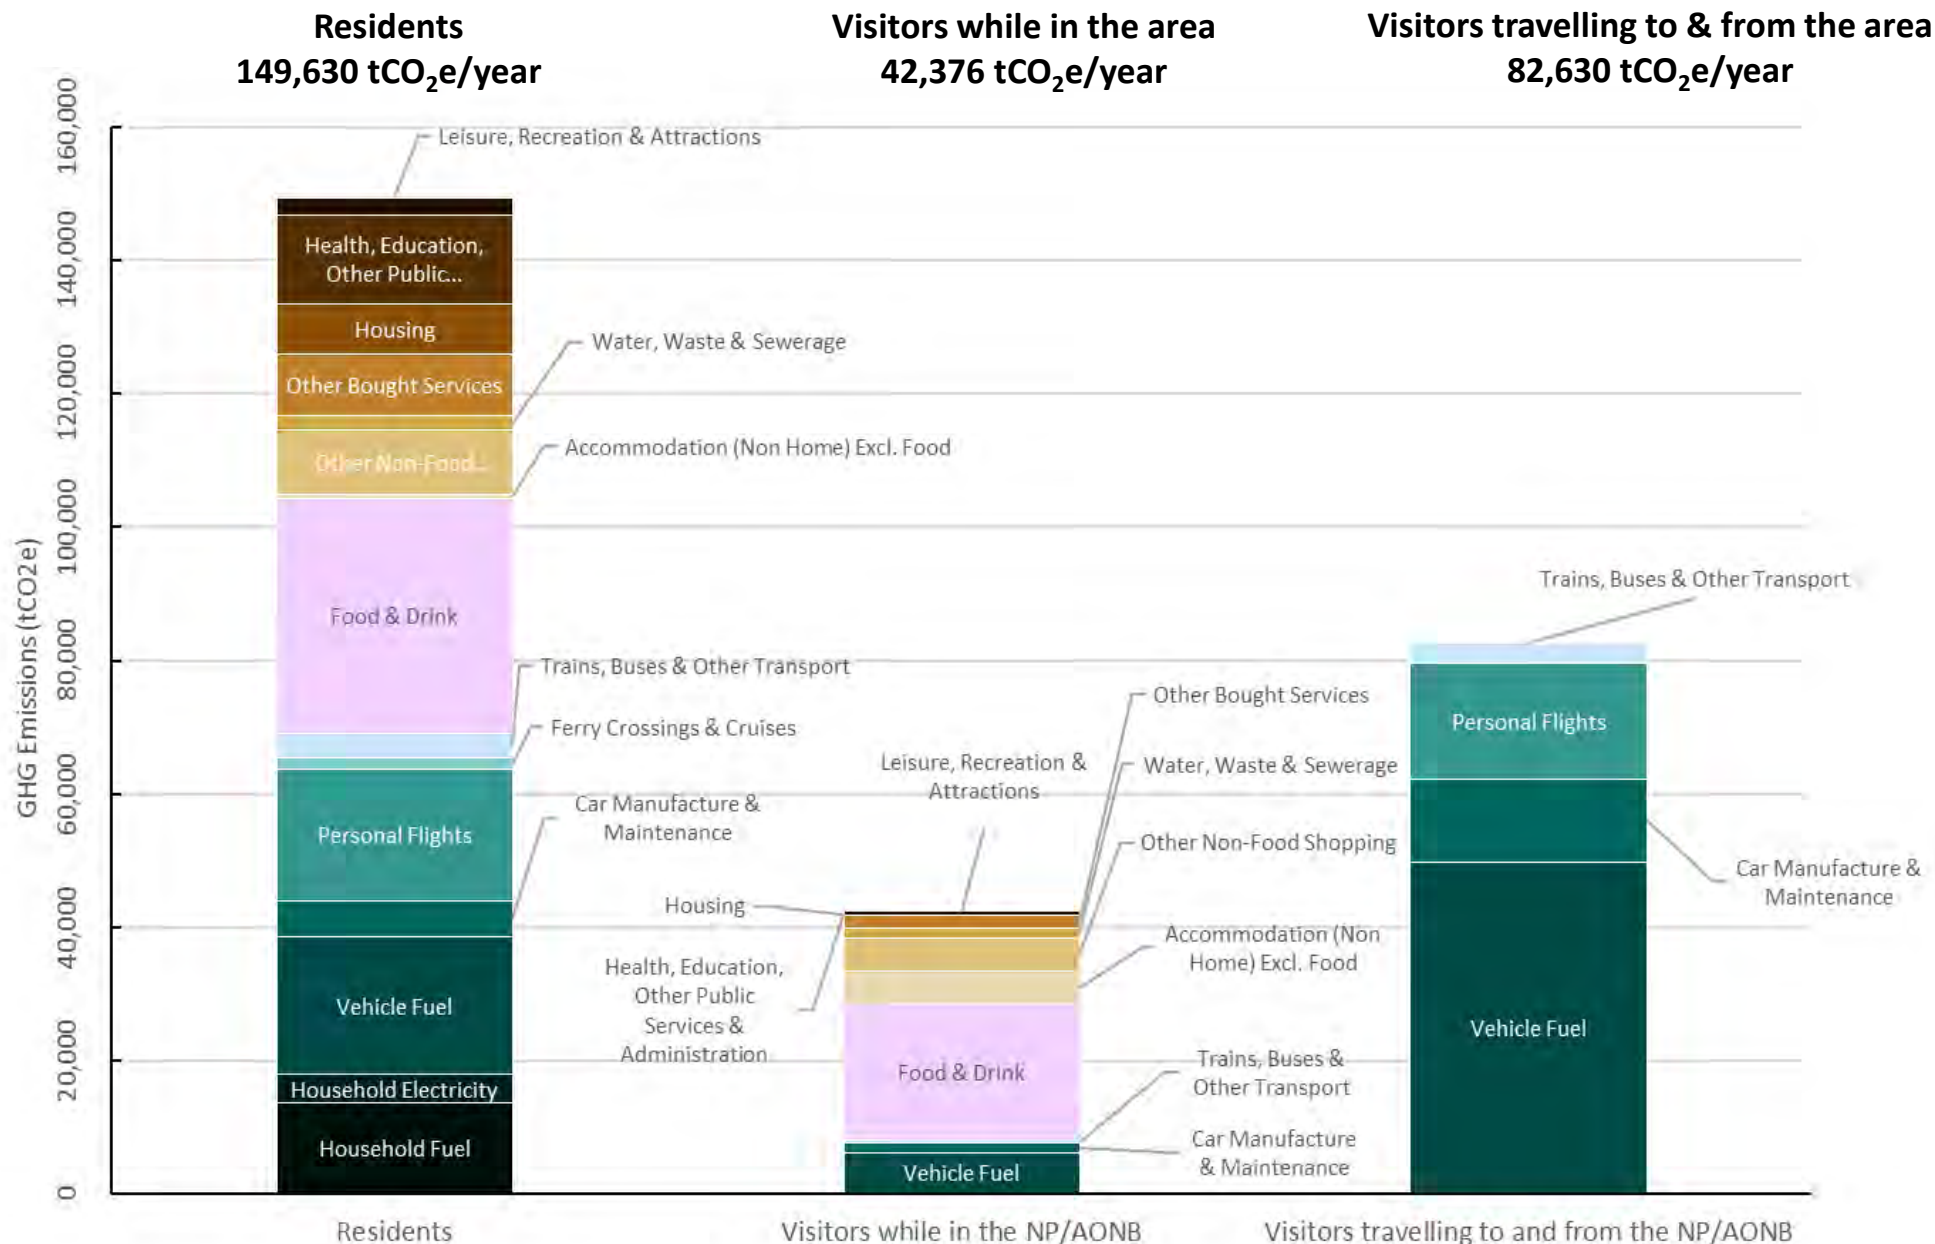 Residents
149,630 tCO₂e/year
Visitors while in the area
42,376 tCO₂e/year
Visitors travelling to & from the area
82,630 tCO₂e/year
GHG Emissions (tCO2e)
160,000
140,000
120,000
100,000
80,000
60,000
40,000
20,000
0
Leisure, Recreation & Attractions
Health, Education,
Other Public...
Housing
Other Bought Services
Water, Waste & Sewerage
Other Non-Food...
Accommodation (Non Home) Excl. Food
Food & Drink
Trains, Buses & Other Transport
Ferry Crossings & Cruises
Personal Flights
Car Manufacture &
Maintenance
Vehicle Fuel
Household Electricity
Household Fuel
Residents
Other Bought Services
Leisure, Recreation &
Attractions
Water, Waste & Sewerage
Other Non-Food Shopping
Housing
Accommodation (Non
Home) Excl. Food
Health, Education,
Other Public
Services &
Administration
Food & Drink
Trains, Buses &
Other Transport
Car Manufacture
& Maintenance
Vehicle Fuel
Visitors while in the NP/AONB
Trains, Buses & Other Transport
Personal Flights
Car Manufacture &
Maintenance
Vehicle Fuel
Visitors travelling to and from the NP/AONB